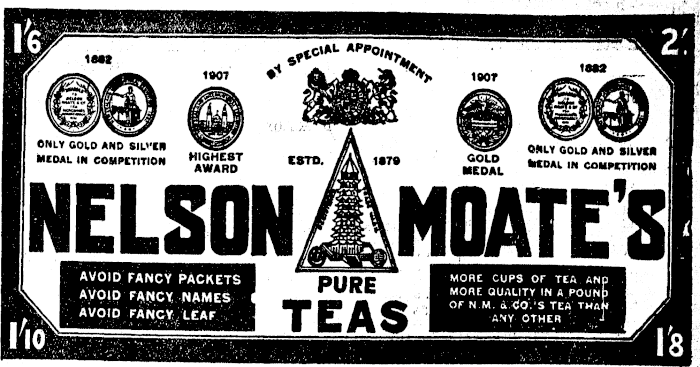 1'6
2'
BY SPECIAL APPOINTMENT
1882
1907
1907
1882
ONLY GOLD AND SILVER
MEDAL IN COMPETITION
HIGHEST
AWARD
ESTD. 1879
GOLD
MEDAL
ONLY GOLD AND SILVER
MEDAL IN COMPETITION
NELSON MOATE'S
AVOID FANCY PACKETS
AVOID FANCY NAMES
AVOID FANCY LEAF
PURE
TEAS
MORE CUPS OF TEA AND
MORE QUALITY IN A POUND
OF N.M. & CO.'S TEA THAN
ANY OTHER
1'10
1'8